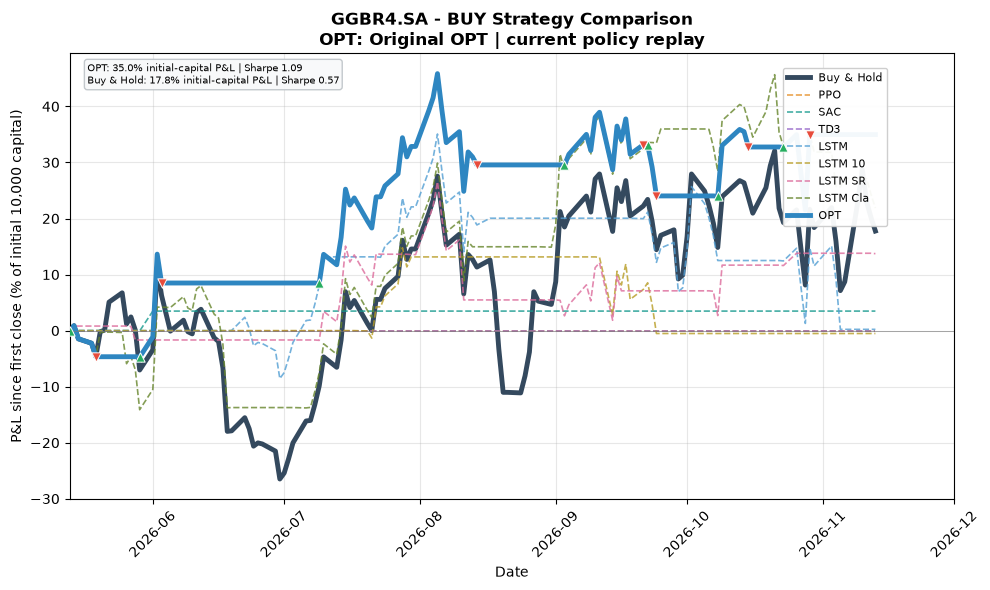 GGBR4.SA - BUY Strategy Comparison
OPT: Original OPT | current policy replay
OPT: 35.0% initial-capital P&L | Sharpe 1.09
Buy & Hold: 17.8% initial-capital P&L | Sharpe 0.57
Buy & Hold
PPO
SAC
TD3
LSTM
LSTM 10
LSTM SR
LSTM Cla
OPT
P&L since first close (% of initial 10,000 capital)
40
30
20
10
0
−10
−20
−30
2026-06
2026-07
2026-08
2026-09
2026-10
2026-11
2026-12
Date